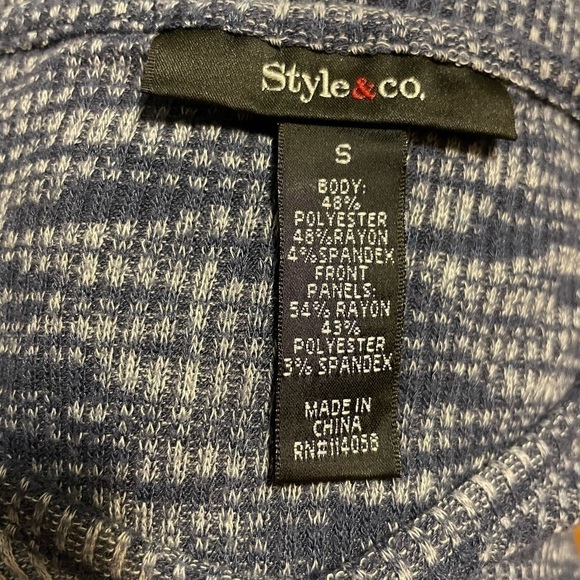 Style&co.
S
BODY:
48%
POLYESTER
48% RAYON
4% SPANDEX
FRONT
PANELS:
54% RAYON
43%
POLYESTER
3% SPANDEX
MADE IN
CHINA
RN#114058